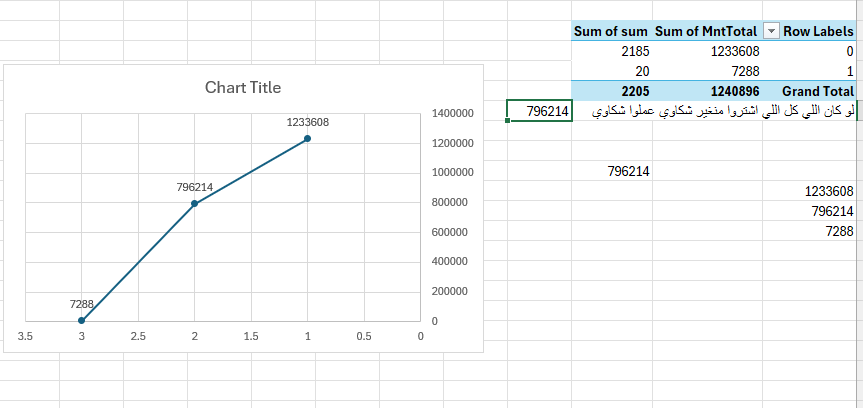 Chart Title
1400000
1200000
1000000
800000
600000
400000
200000
0
1233608
796214
7288
3.5 3 2.5 2 1.5 1 0.5 0
Sum of sum Sum of MntTotal Row Labels
2185 1233608 0
20 7288 1
2205 1240896 Grand Total
796214 لو كان اللي كل اللي اشتروا منغير شكاوي عملوا شكاوي
796214
1233608
796214
7288